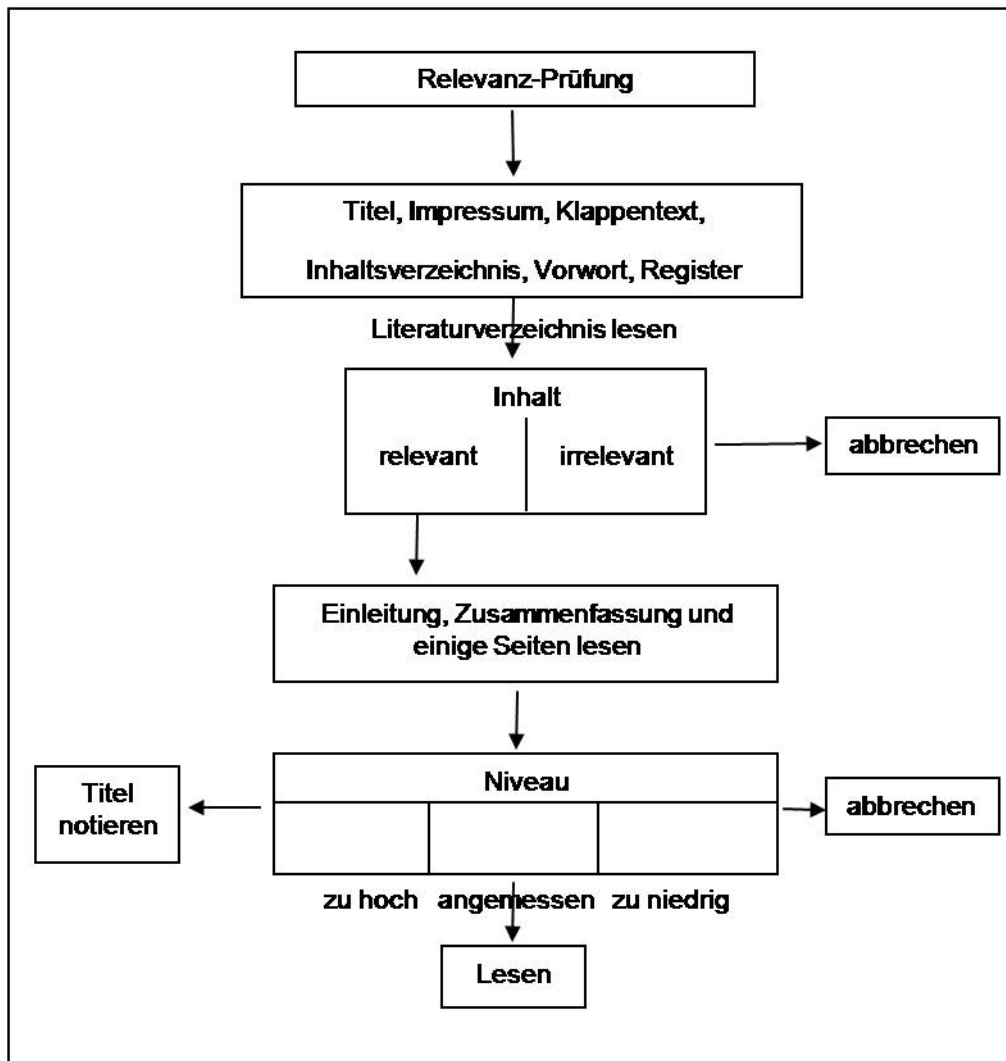 Relevanz-Prüfung
Titel, Impressum, Klappentext,
Inhaltsverzeichnis, Vorwort, Register
Literaturverzeichnis lesen
Inhalt
relevant
irrelevant
abbrechen
Einleitung, Zusammenfassung und
einige Seiten lesen
Niveau
Titel
notieren
abbrechen
zu hoch
angemessen
zu niedrig
Lesen